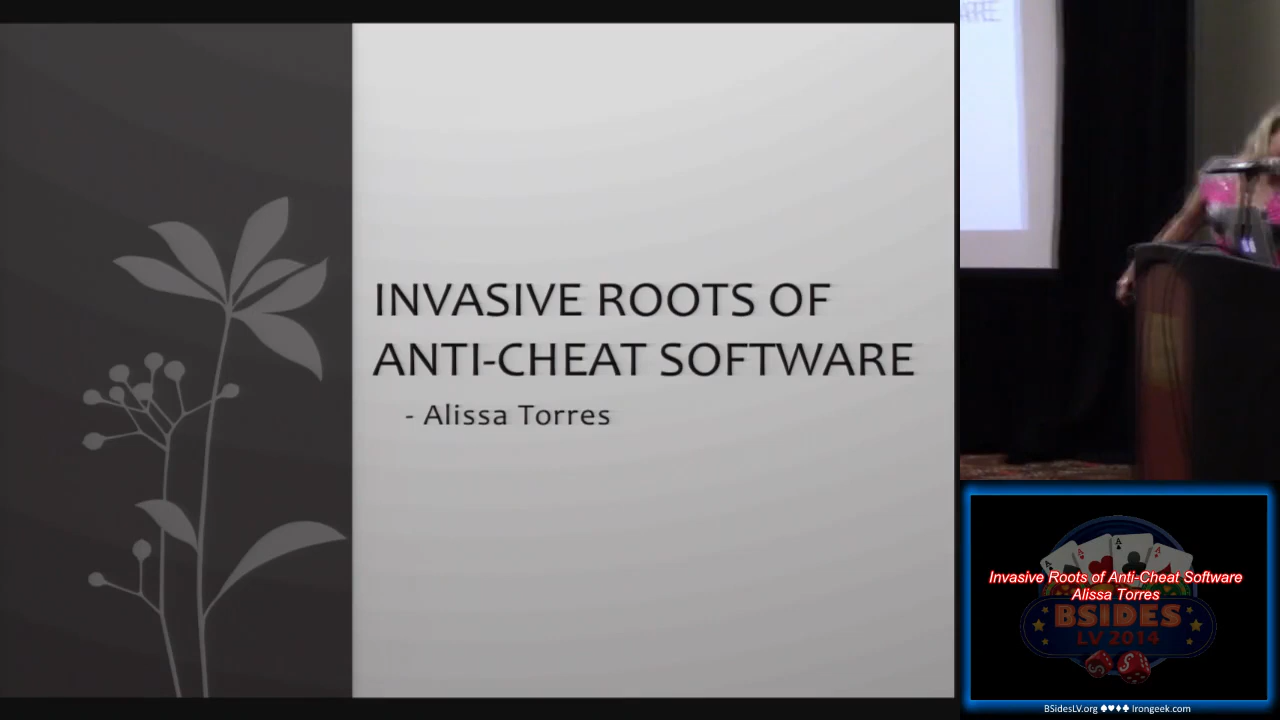 INVASIVE ROOTS OF
ANTI-CHEAT SOFTWARE
- Alissa Torres
Invasive Roots of Anti-Cheat Software
Alissa Torres
BSIDES
LV 2014
BSidesLV.org ♠♥♦♣ Irongeek.com